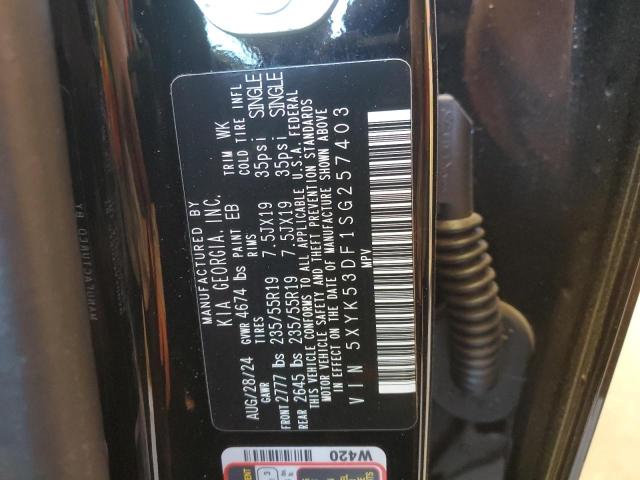 MANUFACTURED BY
KIA GEORGIA, INC.
AUG/28/24 GVWR 4674 lbs PAINT EB TRIM WK
GAWR TIRES RIMS COLD TIRE INFL
FRONT 2777 lbs 235/55R19 7.5JX19 35psi SINGLE
REAR 2645 lbs 235/55R19 7.5JX19 35psi SINGLE
THIS VEHICLE CONFORMS TO ALL APPLICABLE U.S.A. FEDERAL
MOTOR VEHICLE SAFETY AND THEFT PREVENTION STANDARDS
IN EFFECT ON THE DATE OF MANUFACTURE SHOWN ABOVE
VIN 5XYK53DF1SG257403
MPV
W420